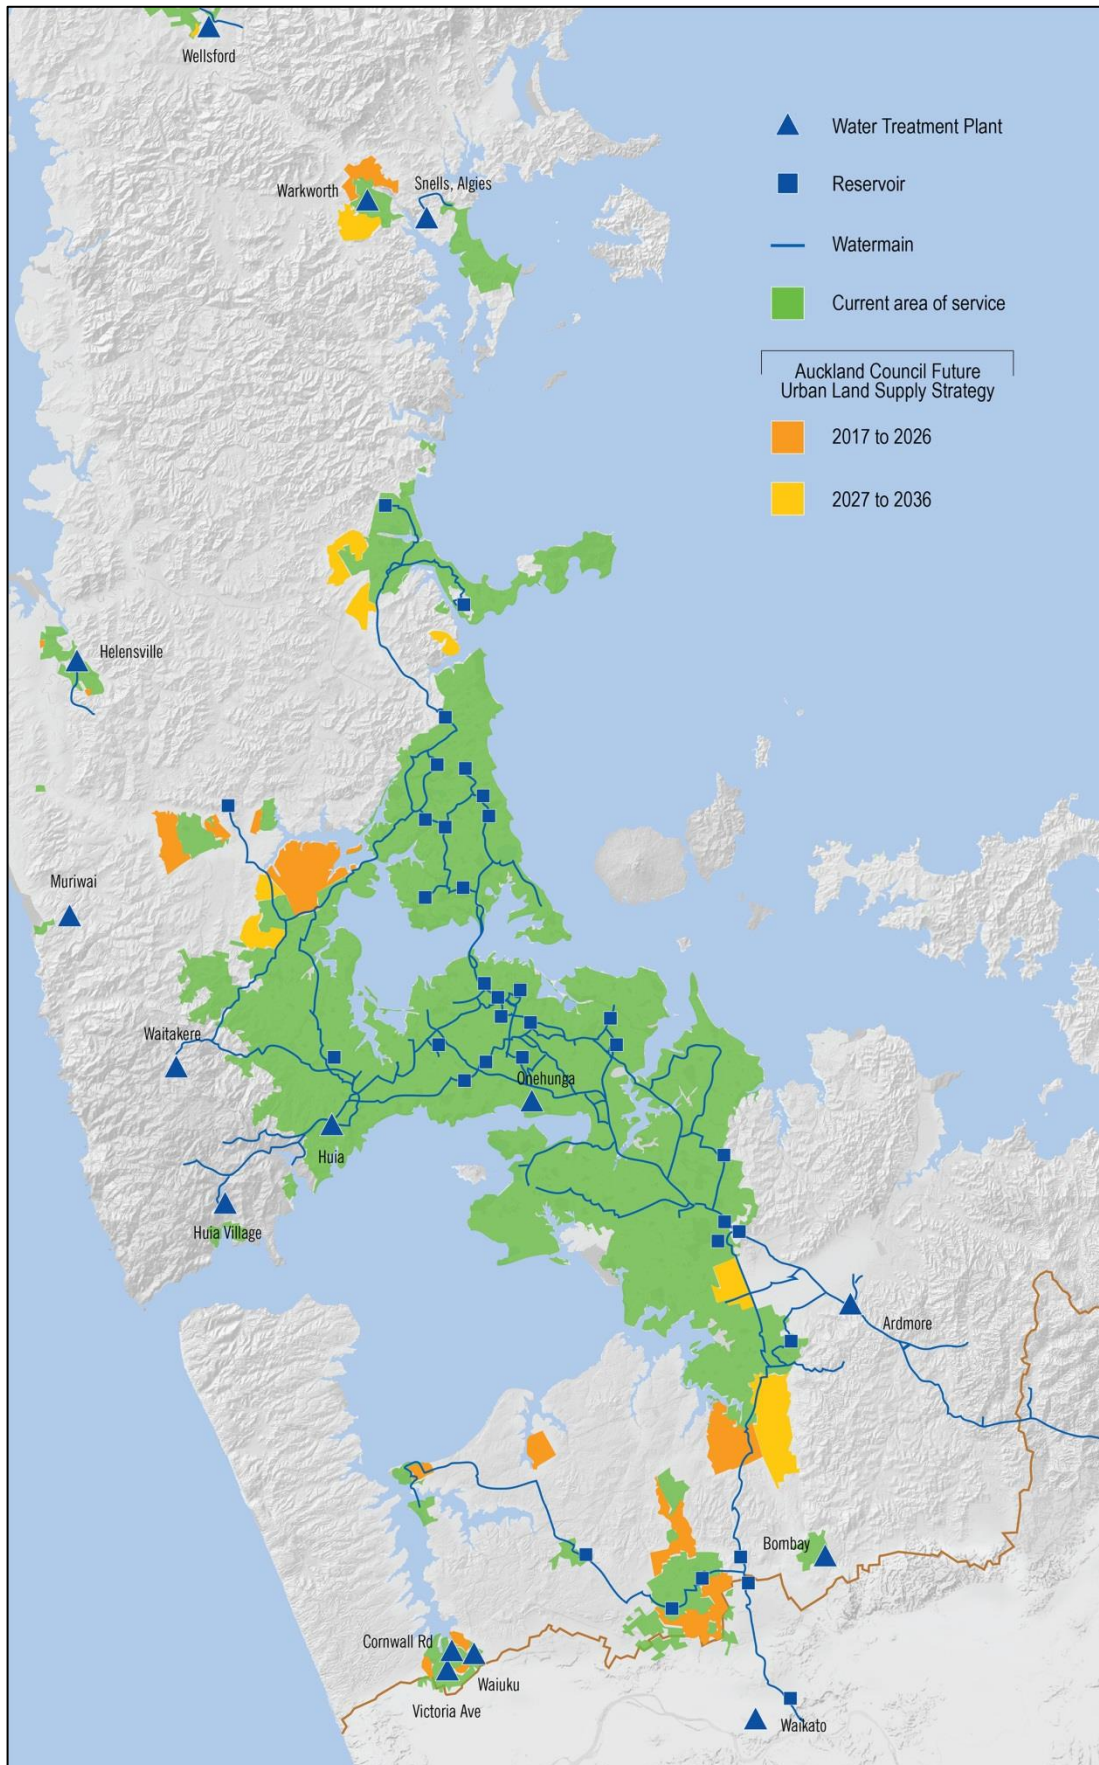 Wellsford
Water Treatment Plant
Snells, Algies
Warkworth
Reservoir
Watermain
Current area of service
Auckland Council Future
Urban Land Supply Strategy
2017 to 2026
2027 to 2036
Helensville
Muriwai
Waitakere
Onehunga
Huia
Huia Village
Ardmore
Bombay
Cornwall Rd
Waiuku
Victoria Ave
Waikato